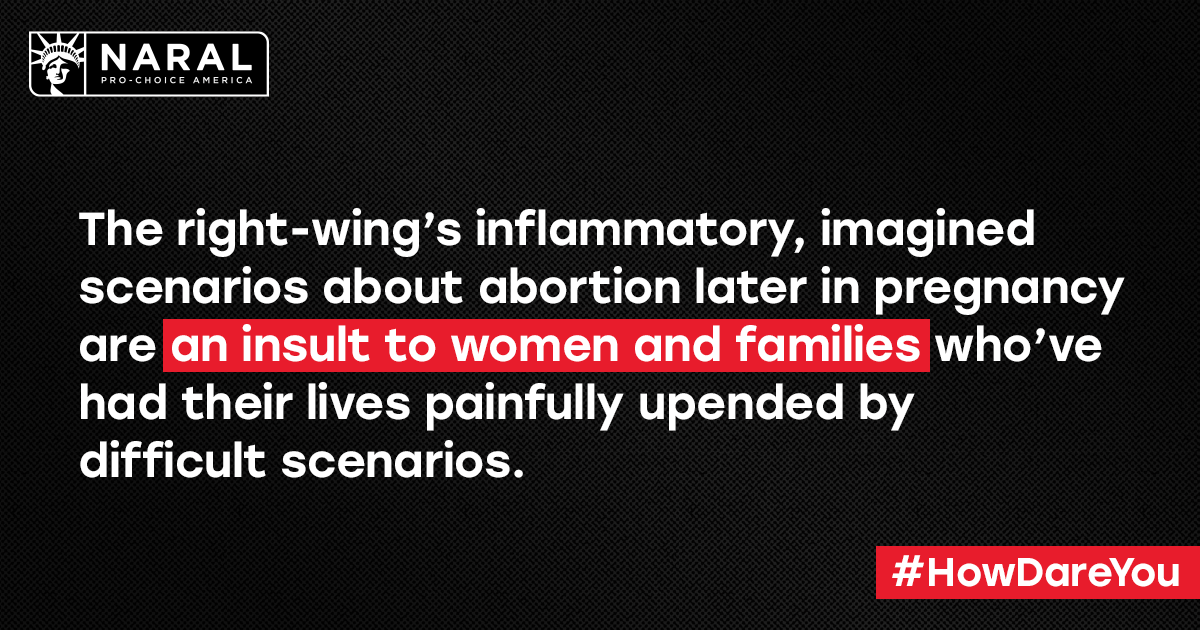 NARAL
PRO-CHOICE AMERICA
The right-wing’s inflammatory, imagined
scenarios about abortion later in pregnancy
are an insult to women and families who’ve
had their lives painfully upended by
difficult scenarios.
#HowDareYou